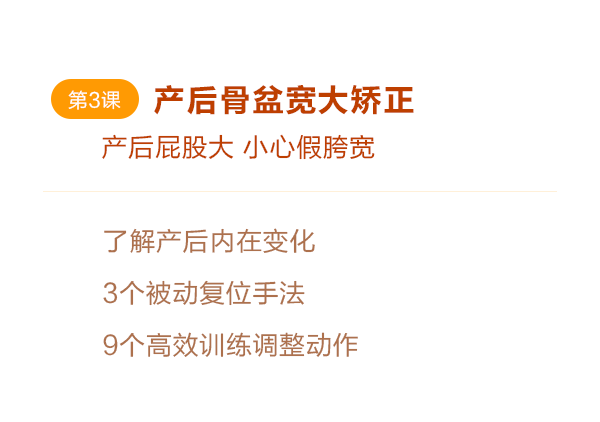 第3课 产后骨盆宽大矫正
产后屁股大 小心假胯宽
了解产后内在变化
3个被动复位手法
9个高效训练调整动作